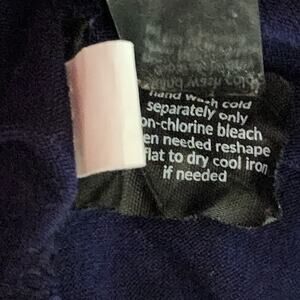 hand wash cold
separately only
on-chlorine bleach
en needed reshape
flat to dry cool iron
if needed